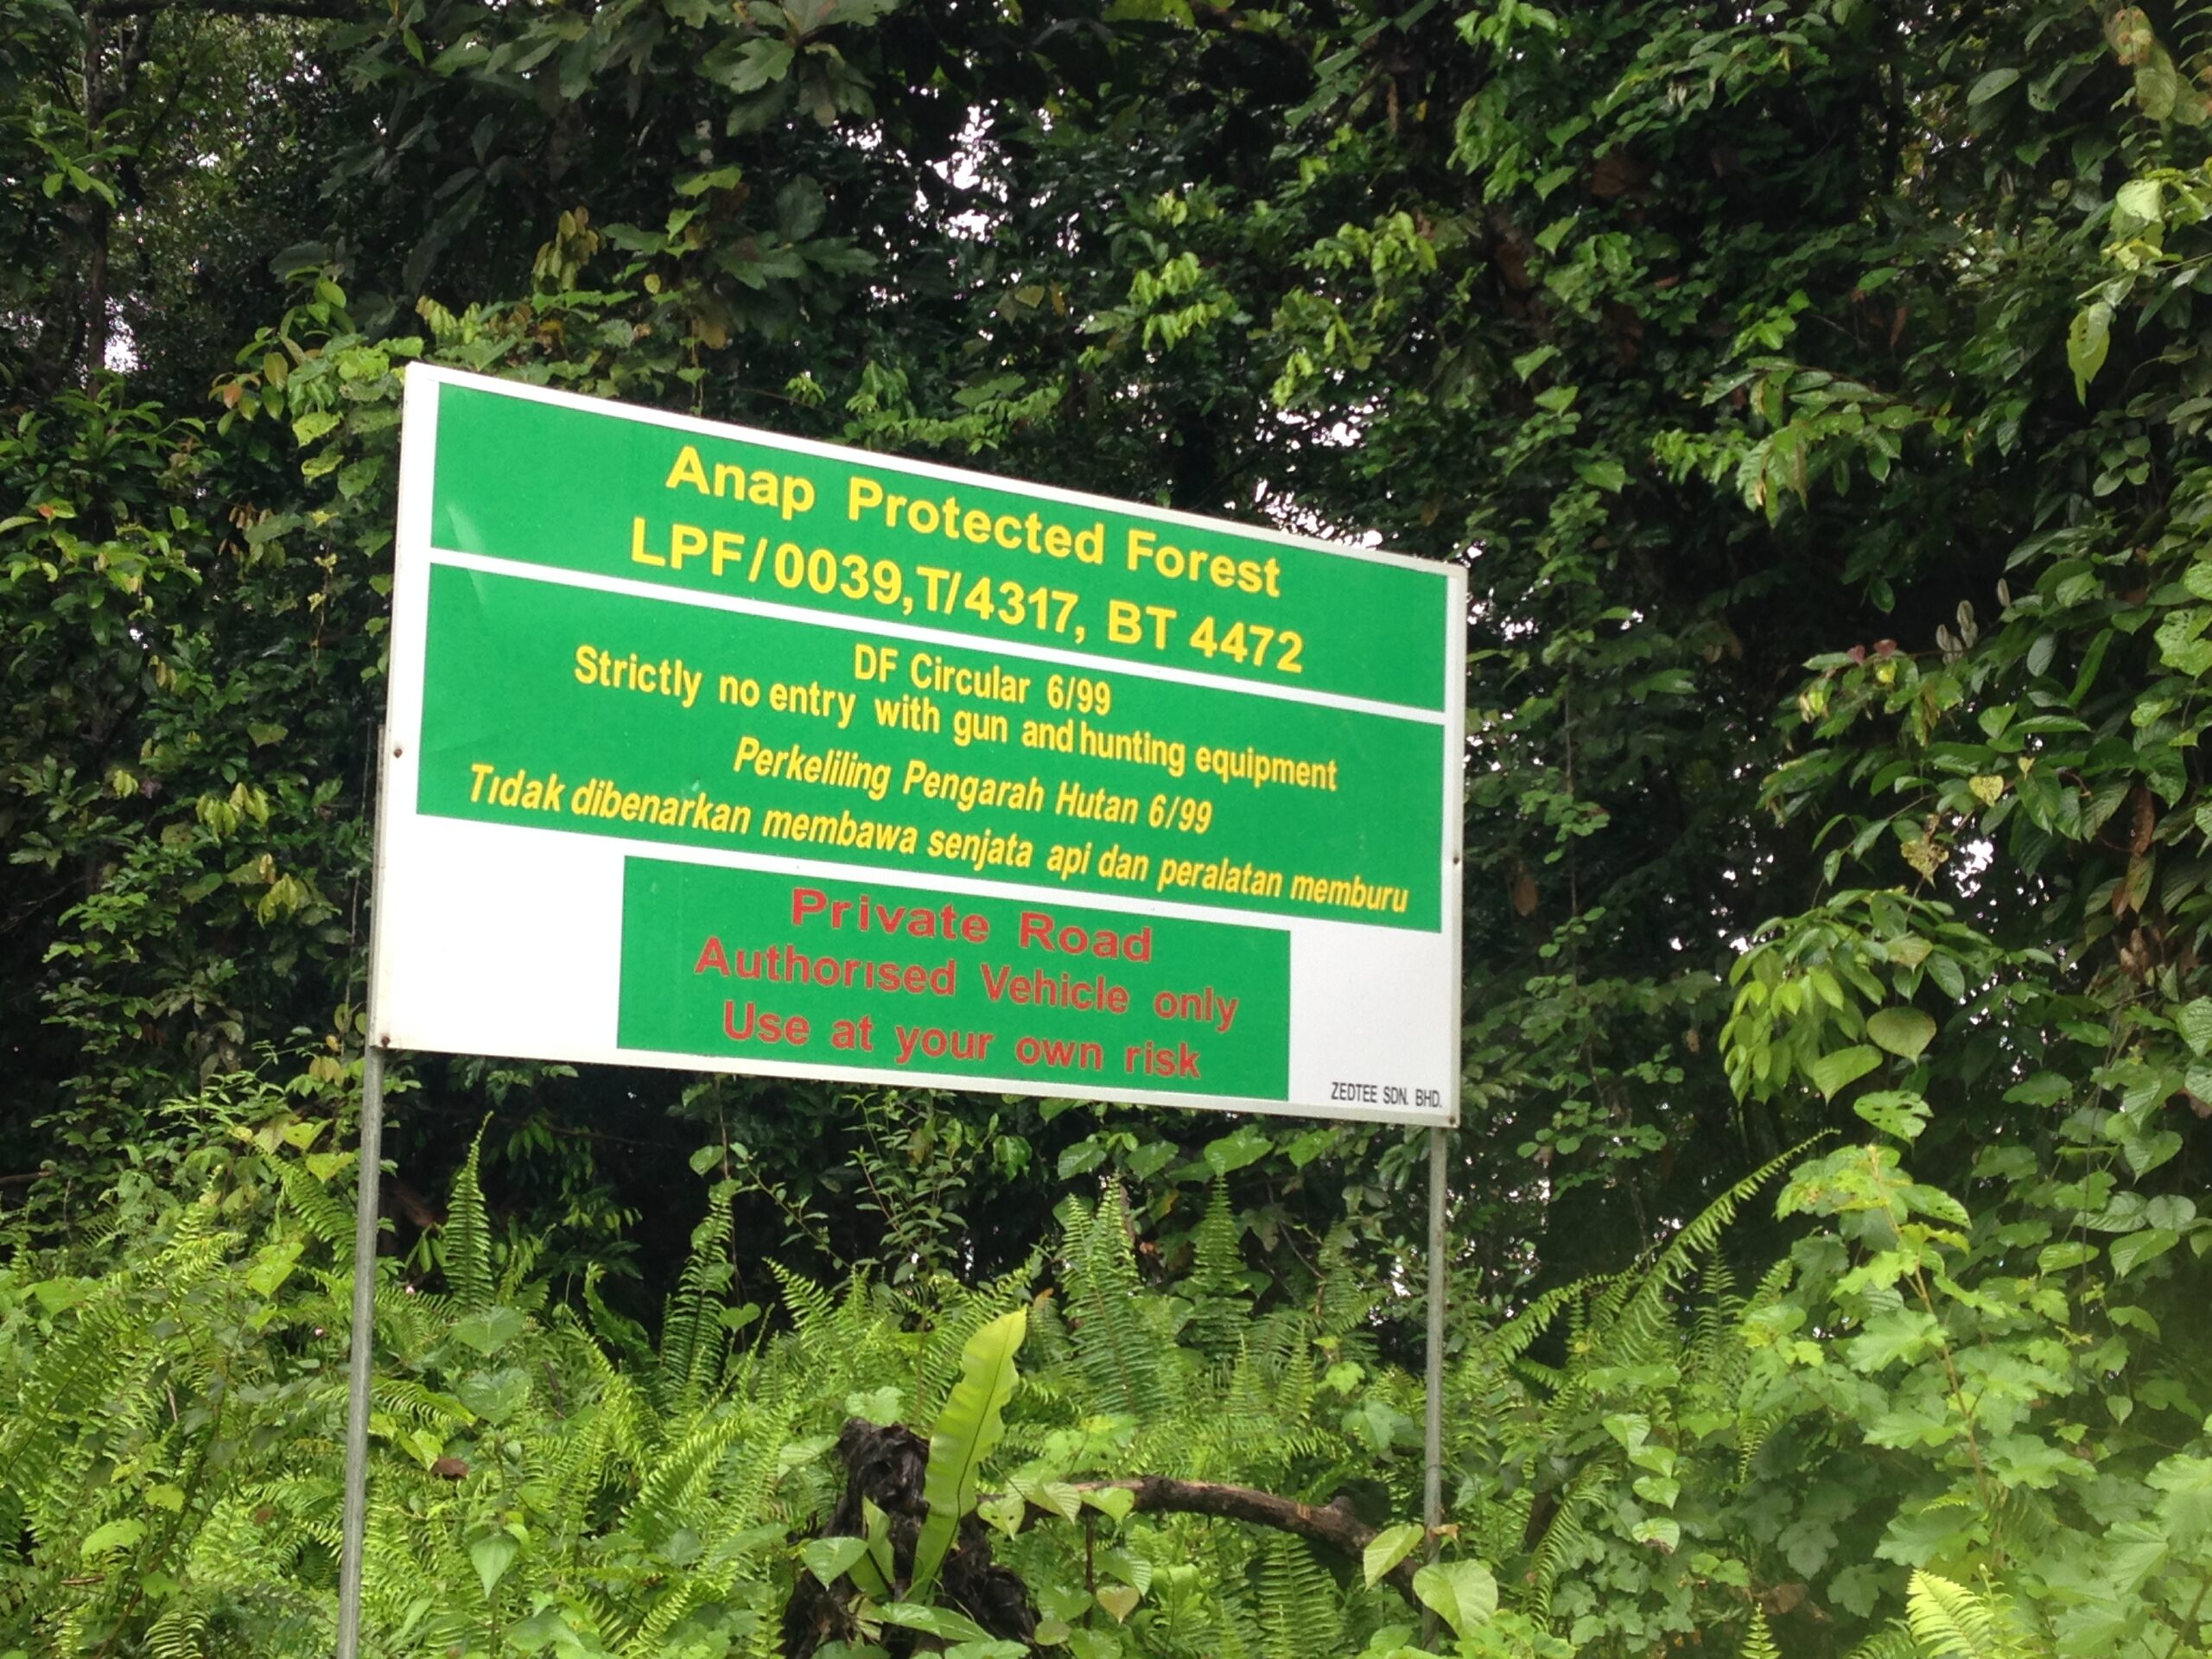 Anap Protected Forest
LPF/0039,T/4317, BT 4472
DF Circular 6/99
Strictly no entry with gun and hunting equipment
Perkeliling Pengarah Hutan 6/99
Tidak dibenarkan membawa senjata api dan peralatan memburu
Private Road
Authorised Vehicle only
Use at your own risk
ZEDTEE SDN. BHD.